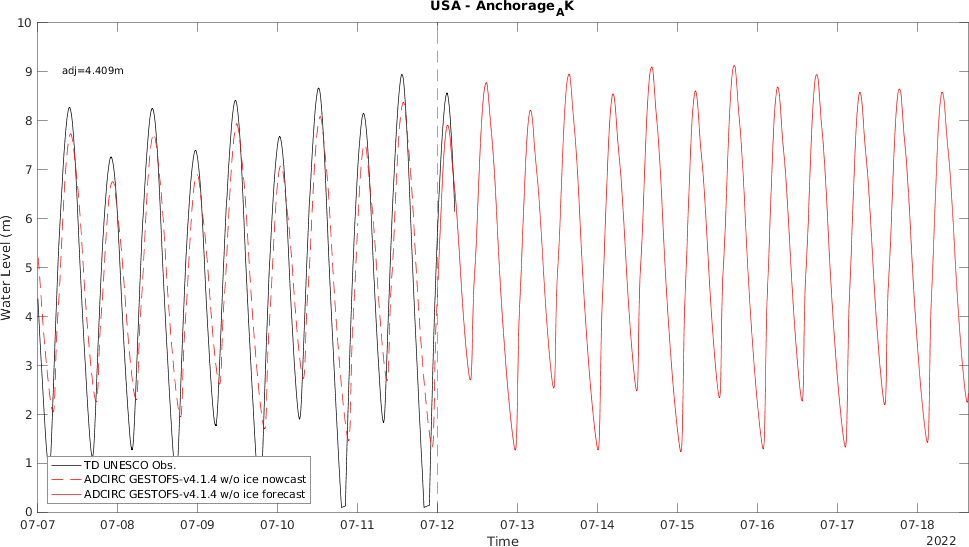 USA - Anchorage_AK
10
9
8
7
6
5
4
3
2
1
0
Water Level (m)
adj=4.409m
TD UNESCO Obs.
ADCIRC GESTOFS-v4.1.4 w/o ice nowcast
ADCIRC GESTOFS-v4.1.4 w/o ice forecast
07-07 07-08 07-09 07-10 07-11 07-12 07-13 07-14 07-15 07-16 07-17 07-18
Time
2022